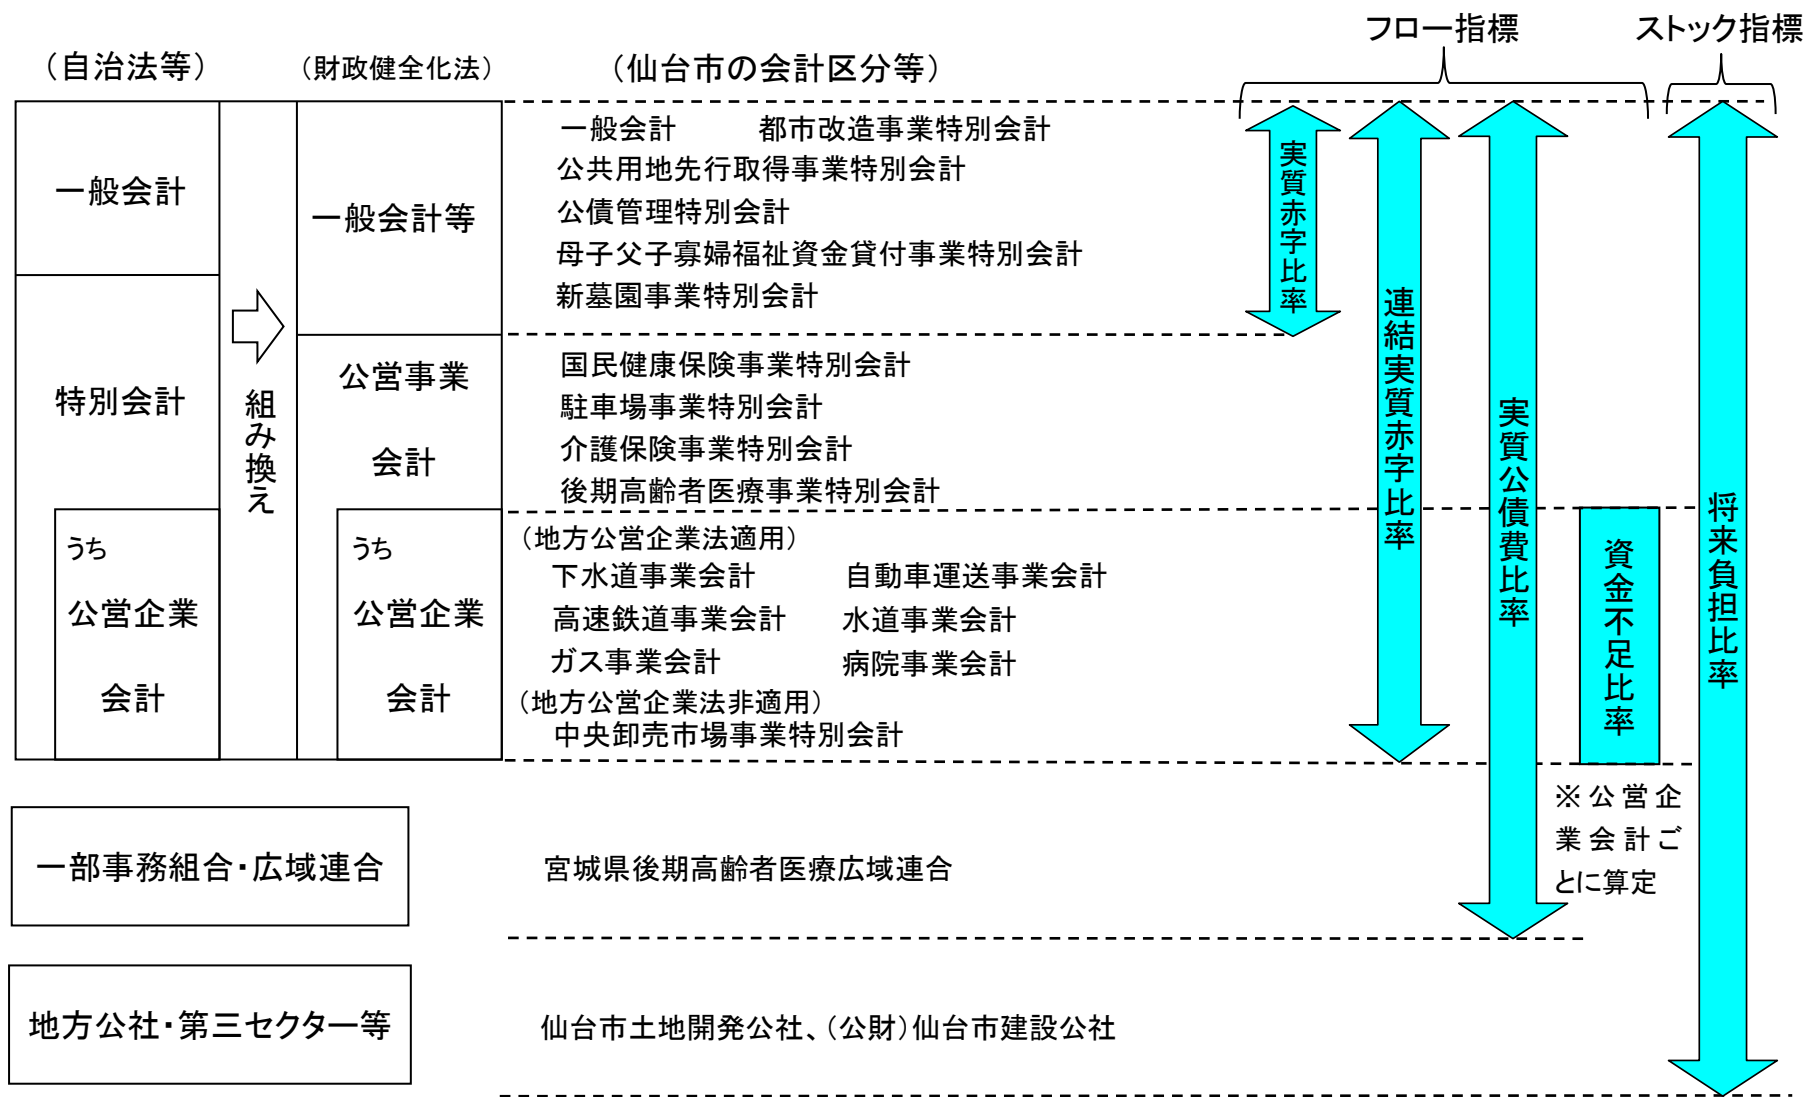 フロー指標
ストック指標
（自治法等）
（財政健全化法）
（仙台市の会計区分等）
一般会計
特別会計
うち
公営企業
会計
組み換え
一般会計等
公営事業
会計
うち
公営企業
会計
一般会計　都市改造事業特別会計
公共用地先行取得事業特別会計
公債管理特別会計
母子父子寡婦福祉資金貸付事業特別会計
新墓園事業特別会計
国民健康保険事業特別会計
駐車場事業特別会計
介護保険事業特別会計
後期高齢者医療事業特別会計
（地方公営企業法適用）
下水道事業会計　自動車運送事業会計
高速鉄道事業会計　水道事業会計
ガス事業会計　病院事業会計
（地方公営企業法非適用）
中央卸売市場事業特別会計
実質赤字比率
連結実質赤字比率
実質公債費比率
資金不足比率
将来負担比率
※公営企
業会計ご
とに算定
一部事務組合・広域連合
宮城県後期高齢者医療広域連合
地方公社・第三セクター等
仙台市土地開発公社、（公財）仙台市建設公社